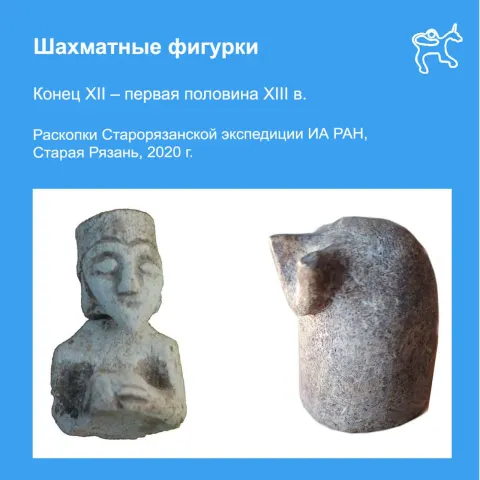 Шахматные фигурки
Конец XII – первая половина XIII в.
Раскопки Старорязанской экспедиции ИА РАН,
Старая Рязань, 2020 г.